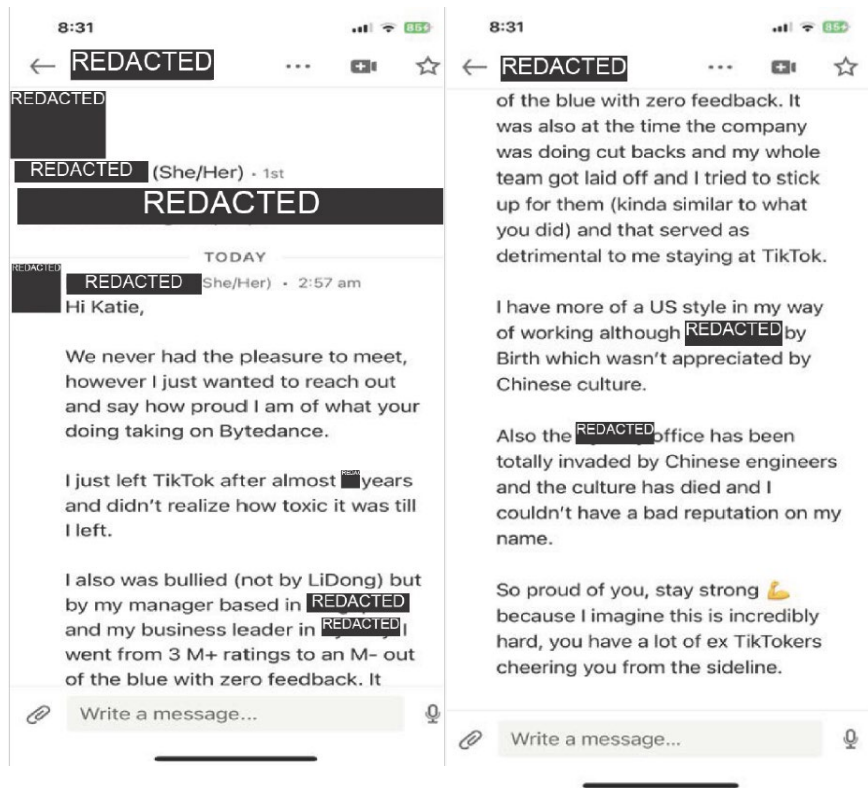 8:31
85
REDACTED
REDACTED
REDACTED (She/Her) · 1st
REDACTED
TODAY
REDACTED
REDACTED She/Her) · 2:57 am
Hi Katie,
We never had the pleasure to meet,
however I just wanted to reach out
and say how proud I am of what your
doing taking on Bytedance.
I just left TikTok after almost years
and didn't realize how toxic it was till
I left.
I also was bullied (not by LiDong) but
by my manager based in REDACTED
and my business leader in REDACTED I
went from 3 M+ ratings to an M- out
of the blue with zero feedback. It
Write a message...
8:31
85
REDACTED
of the blue with zero feedback. It
was also at the time the company
was doing cut backs and my whole
team got laid off and I tried to stick
up for them (kinda similar to what
you did) and that served as
detrimental to me staying at TikTok.
I have more of a US style in my way
of working although REDACTED by
Birth which wasn't appreciated by
Chinese culture.
Also the REDACTED office has been
totally invaded by Chinese engineers
and the culture has died and I
couldn't have a bad reputation on my
name.
So proud of you, stay strong 💪
because I imagine this is incredibly
hard, you have a lot of ex TikTokers
cheering you from the sideline.
Write a message...